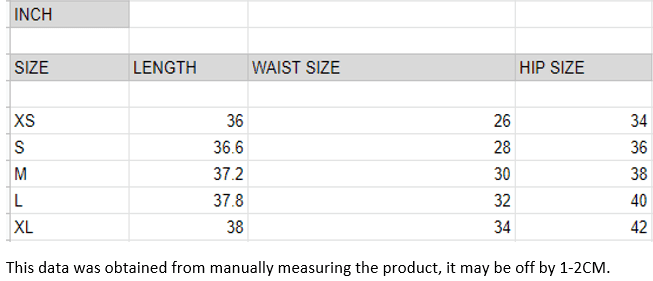 INCH
SIZE LENGTH WAIST SIZE HIP SIZE
XS 36 26 34
S 36.6 28 36
M 37.2 30 38
L 37.8 32 40
XL 38 34 42
This data was obtained from manually measuring the product, it may be off by 1-2CM.